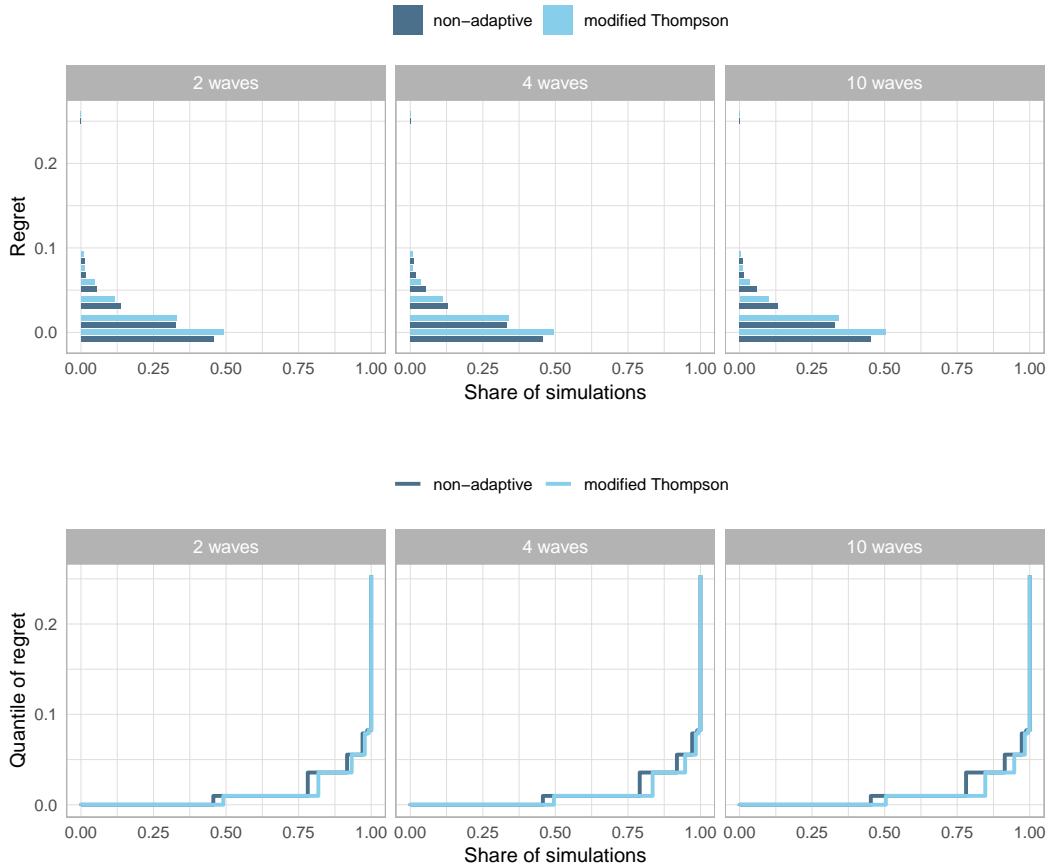 non−adaptive modified Thompson
2 waves 4 waves 10 waves
Regret
0.2
0.1
0.0
0.00 0.25 0.50 0.75 1.00 0.00 0.25 0.50 0.75 1.00 0.00 0.25 0.50 0.75 1.00
Share of simulations
non−adaptive modified Thompson
2 waves 4 waves 10 waves
Quantile of regret
0.2
0.1
0.0
0.00 0.25 0.50 0.75 1.00 0.00 0.25 0.50 0.75 1.00 0.00 0.25 0.50 0.75 1.00
Share of simulations